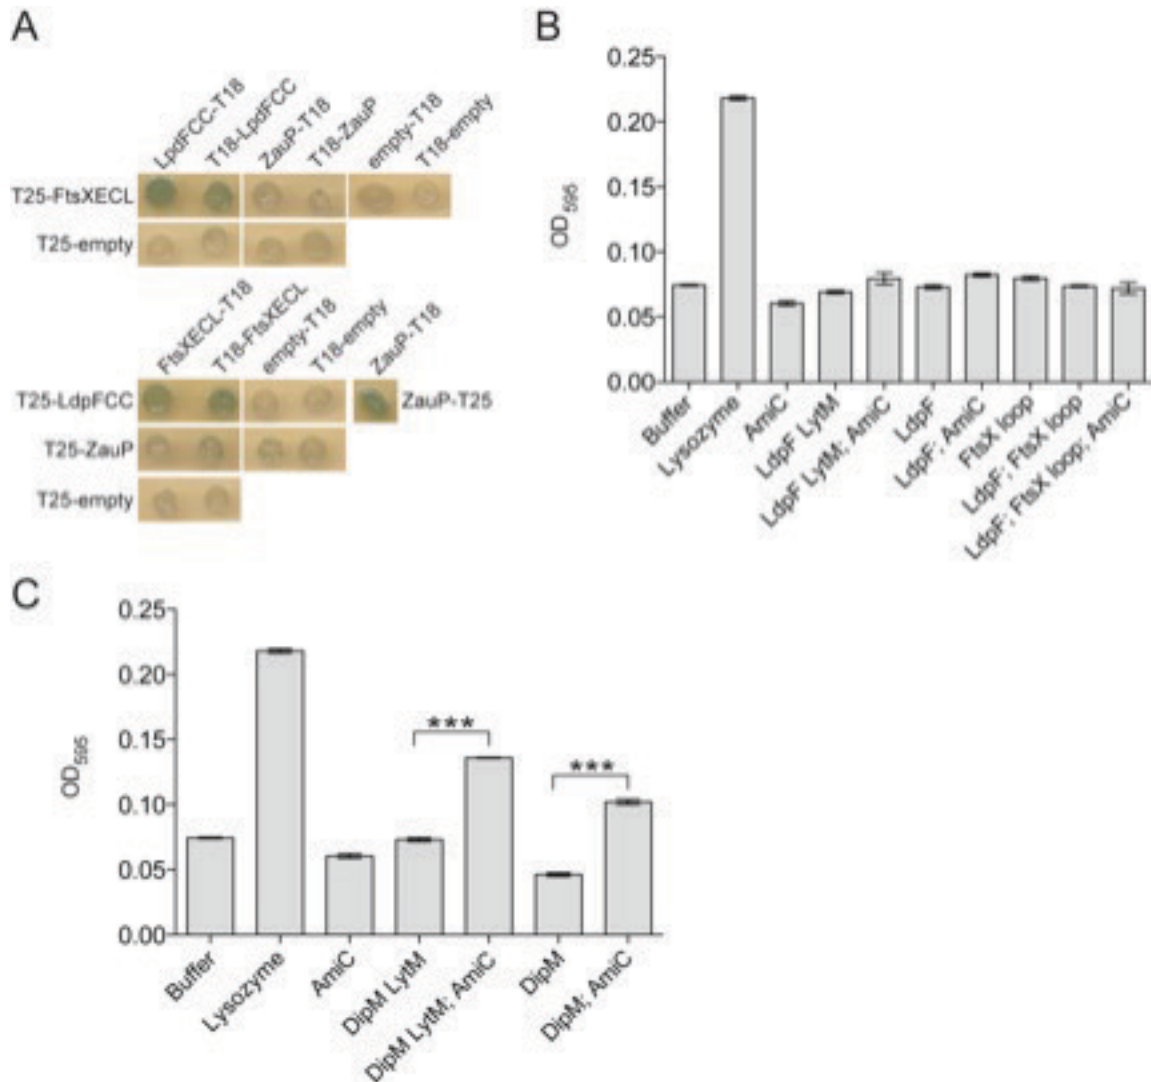 A
LpdFCC-T18
T18-LpdFCC
ZauP-T18
T18-ZauP
empty-T18
T18-empty
T25-FtsXECL
T25-empty
FtsXECL-T18
T18-FtsXECL
empty-T18
T18-empty
ZauP-T18
T25-LdpFCC
ZauP-T25
T25-ZauP
T25-empty
B
0.25
0.20
0.15
0.10
0.05
0.00
OD595
Buffer
Lysozyme
AmiC
LdpF LytM
LdpF LytM; AmiC
LdpF
LdpF; AmiC
FtsX loop
LdpF; FtsX loop
LdpF; FtsX loop; AmiC
C
0.25
0.20
0.15
0.10
0.05
0.00
OD595
***
***
Buffer
Lysozyme
AmiC
DipM LytM
DipM LytM; AmiC
DipM
DipM; AmiC